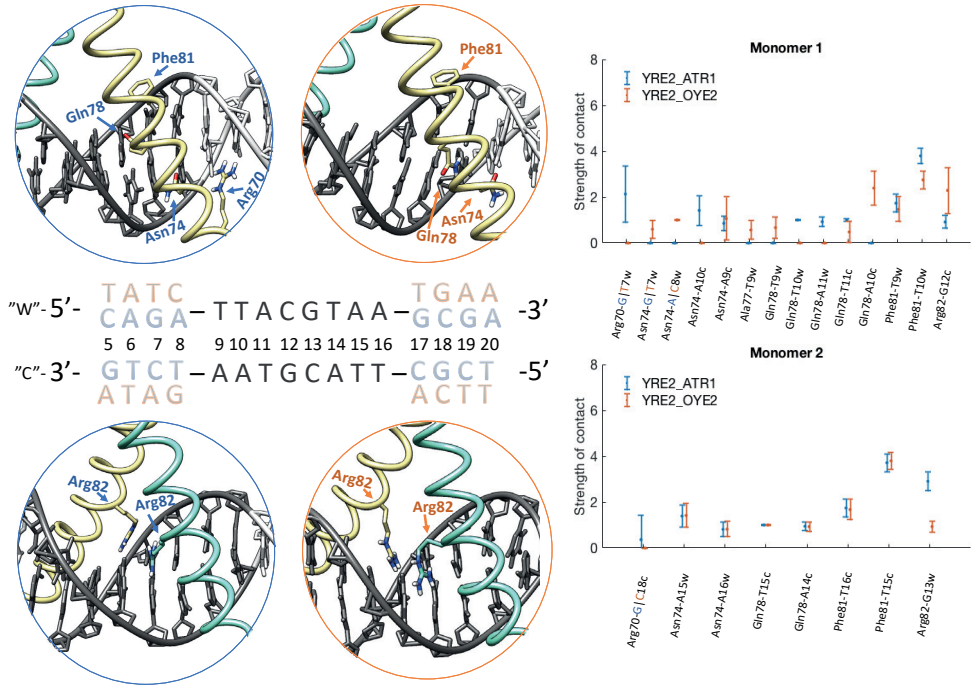 Phe81
Gln78
Arg70
Asn74
Phe81
Asn74
Gln78
"W"- 5’- TATC TGAA
CAGA – TTACGTAA – GCGA -3’
5 6 7 8 9 10 11 12 13 14 15 16 17 18 19 20
"C"- 3’- GTCT – AATGCATT – CGCT -5’
ATAG ACTT
Arg82
Arg82
Arg82
Arg82
Monomer 1
YRE2_ATR1
YRE2_OYE2
Strength of contact
8
6
4
2
0
Arg70-G|T7w
Asn74-G|T7w
Asn74-A|C8w
Asn74-A10c
Asn74-A9c
Ala77-T9w
Gln78-T9w
Gln78-T10w
Gln78-A11w
Gln78-T11c
Gln78-A10c
Phe81-T9w
Phe81-T10w
Arg82-G12c
Monomer 2
YRE2_ATR1
YRE2_OYE2
Strength of contact
8
6
4
2
0
Arg70-G|C18c
Asn74-A15w
Asn74-A16w
Gln78-T15c
Gln78-A14c
Phe81-T16c
Phe81-T15c
Arg82-G13w